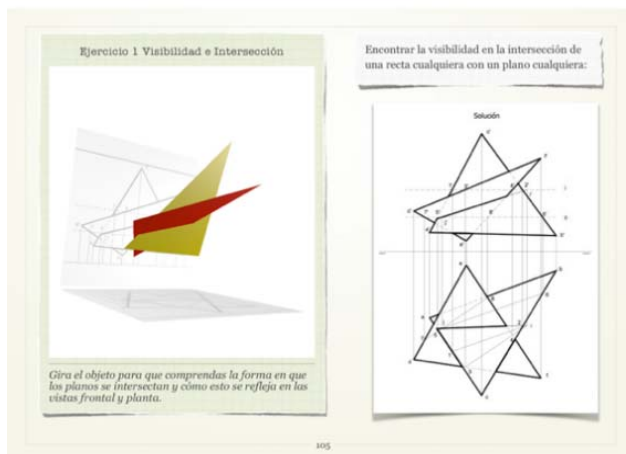 Ejercicio 1 Visibilidad e Intersección
Gira el objeto para que comprendas la forma en que
los planos se intersectan y cómo esto se refleja en las
vistas frontal y planta.
Encontrar la visibilidad en la intersección de
una recta cualquiera con un plano cualquiera:
Solución
105